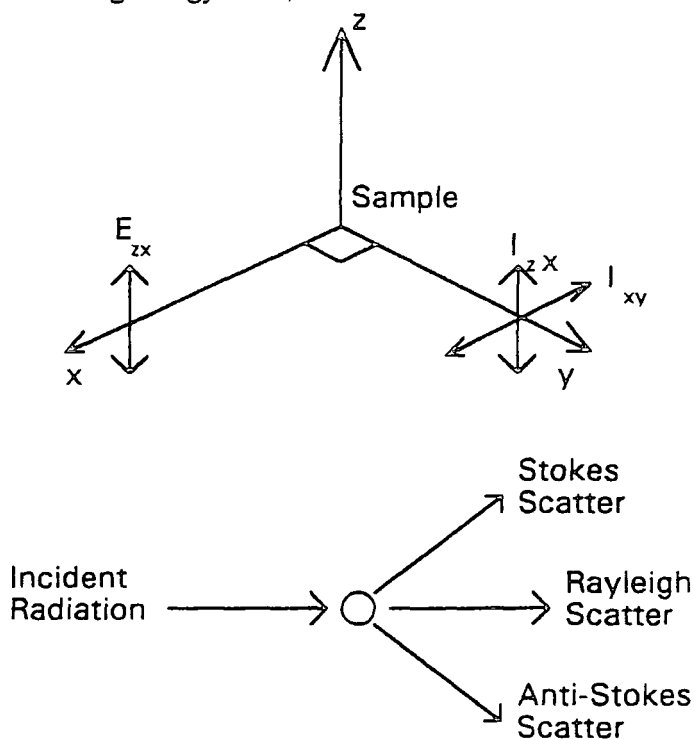 z
Sample
E zx
I z x
I xy
x
y
Stokes
Scatter
Incident
Radiation
Rayleigh
Scatter
Anti-Stokes
Scatter